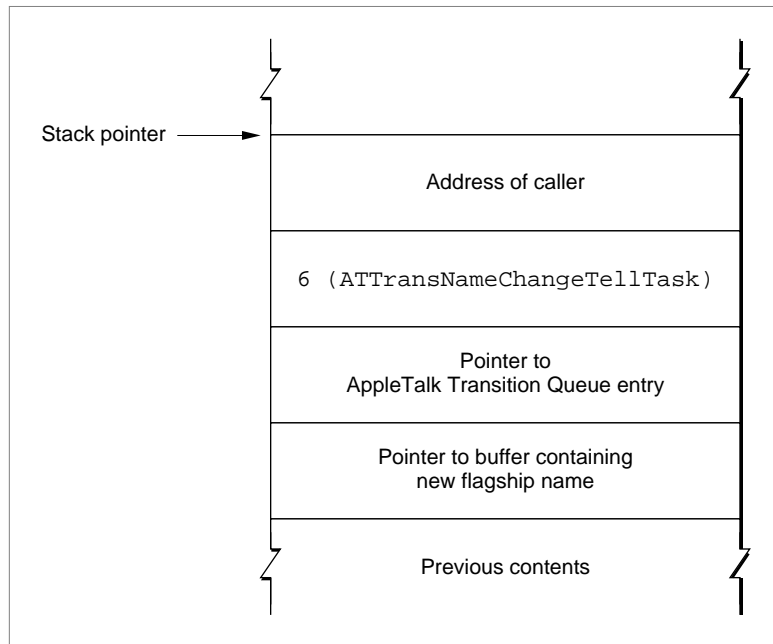 Stack pointer
Address of caller
6 (ATTransNameChangeTellTask)
Pointer to
AppleTalk Transition Queue entry
Pointer to buffer containing
new flagship name
Previous contents